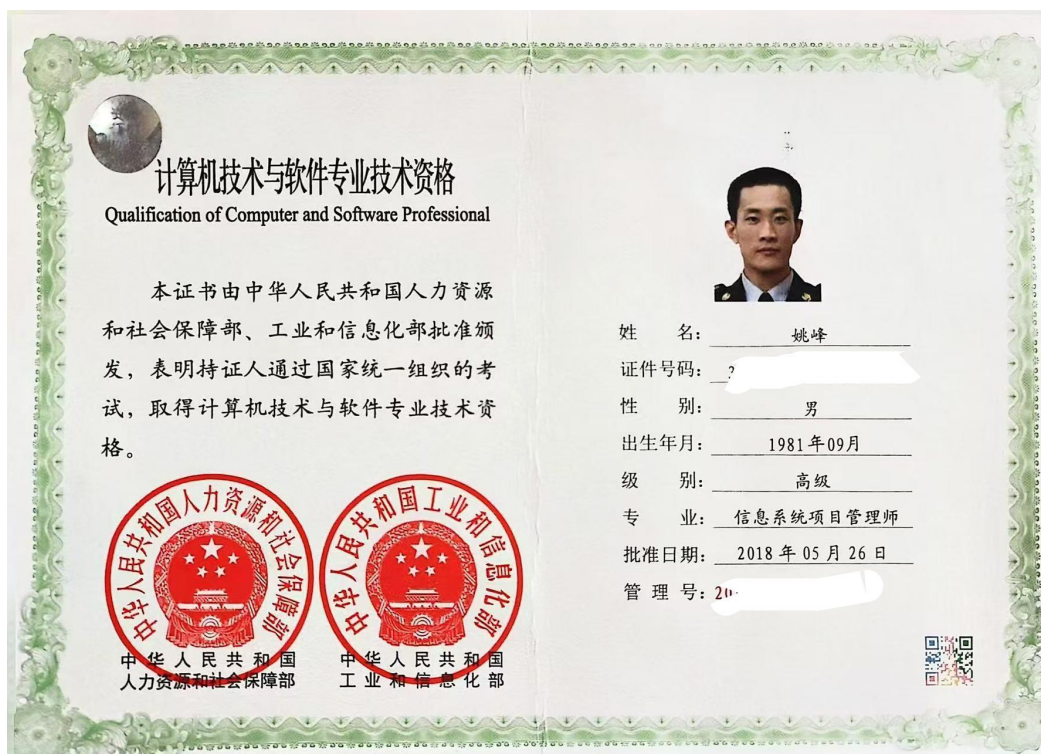 计算机技术与软件专业技术资格
Qualification of Computer and Software Professional
本证书由中华人民共和国人力资源
和社会保障部、工业和信息化部批准颁
发，表明持证人通过国家统一组织的考
试，取得计算机技术与软件专业技术资
格。
中华人民共和国人力资源和社会保障部
中华人民共和国
人力资源和社会保障部
中华人民共和国工业和信息化部
中华人民共和国
工业和信息化部
姓 名： 姚峰
证件号码：
性 别： 男
出生年月： 1981年09月
级 别： 高级
专 业： 信息系统项目管理师
批准日期： 2018 年 05 月 26 日
管 理 号： 20